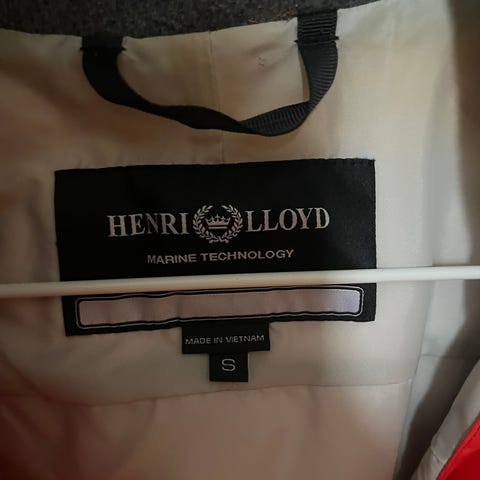 HENRI LLOYD
MARINE TECHNOLOGY
MADE IN VIETNAM
S